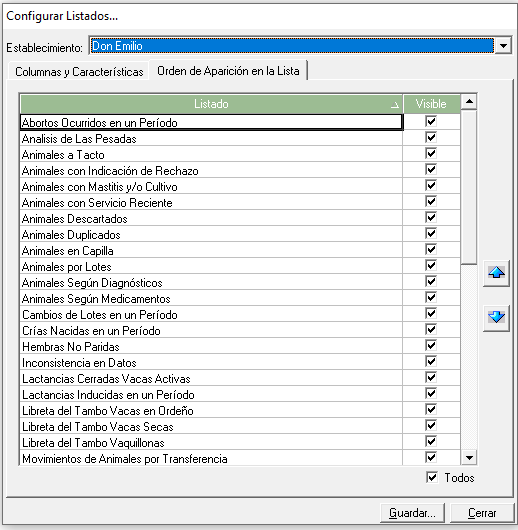 Configurar Listados...
Establecimiento: Don Emilio
Columnas y Características Orden de Aparición en la Lista
Listado Visible
Abortos Ocurridos en un Período
Analisis de Las Pesadas
Animales a Tacto
Animales con Indicación de Rechazo
Animales con Mastitis y/o Cultivo
Animales con Servicio Reciente
Animales Descartados
Animales Duplicados
Animales en Capilla
Animales por Lotes
Animales Según Diagnósticos
Animales Según Medicamentos
Cambios de Lotes en un Período
Crías Nacidas en un Período
Hembras No Paridas
Inconsistencia en Datos
Lactancias Cerradas Vacas Activas
Lactancias Inducidas en un Período
Libreta del Tambo Vacas en Ordeño
Libreta del Tambo Vacas Secas
Libreta del Tambo Vaquillonas
Movimientos de Animales por Transferencia
Todos
Guardar... Cerrar